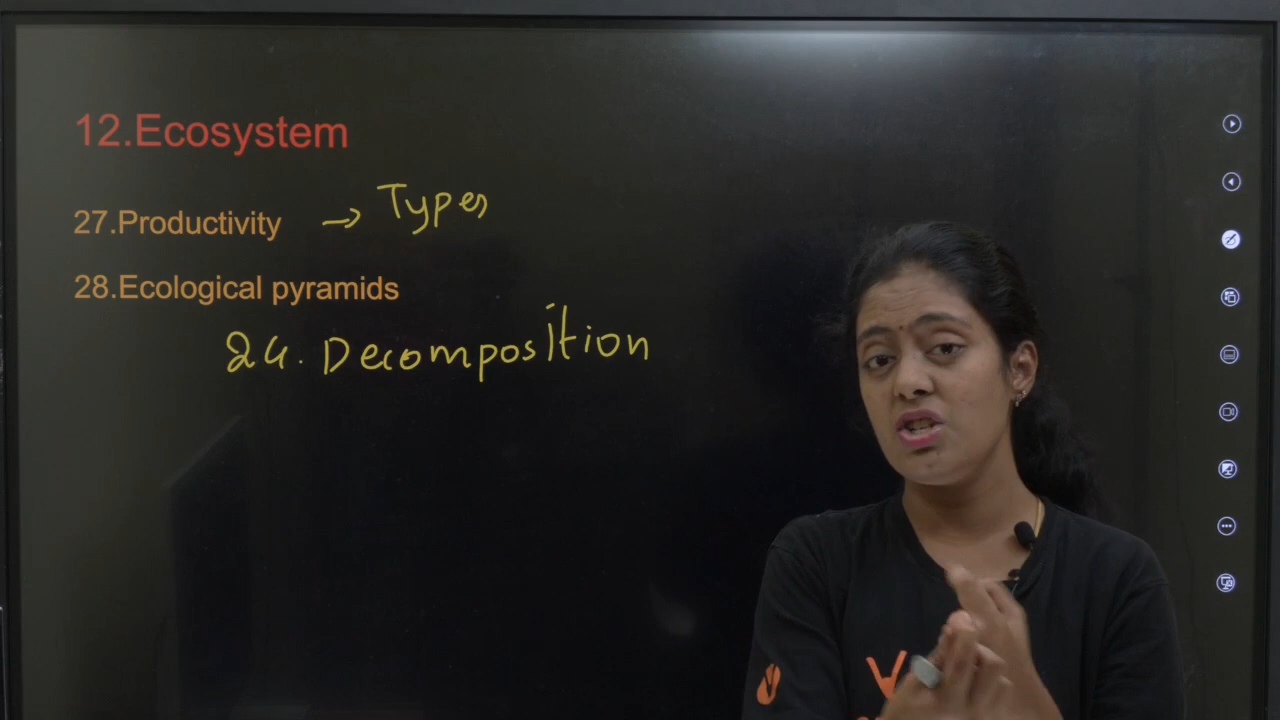 12.Ecosystem
27.Productivity → Types
28.Ecological pyramids
24. Decomposition